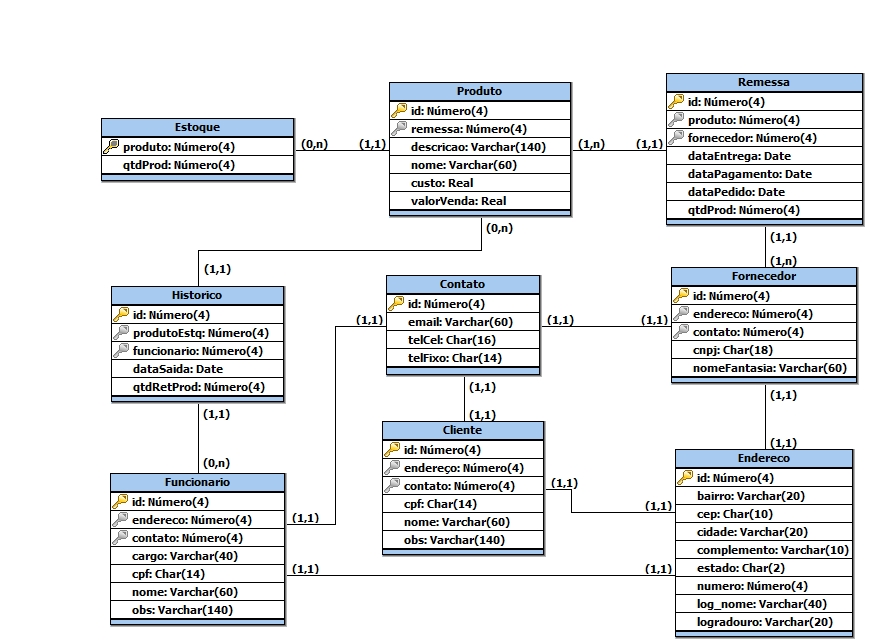 Estoque
produto: Número(4)
qtdProd: Número(4)
(0,n)
(1,1)
Produto
id: Número(4)
remessa: Número(4)
descricao: Varchar(140)
nome: Varchar(60)
custo: Real
valorVenda: Real
(1,n)
(1,1)
(0,n)
Remessa
id: Número(4)
produto: Número(4)
fornecedor: Número(4)
dataEntrega: Date
dataPagamento: Date
dataPedido: Date
qtdProd: Número(4)
(1,1)
(1,n)
(1,1)
Historico
id: Número(4)
produtoEstq: Número(4)
funcionario: Número(4)
dataSaida: Date
qtdRetProd: Número(4)
(1,1)
(0,n)
Contato
id: Número(4)
email: Varchar(60)
telCel: Char(16)
telFixo: Char(14)
(1,1)
(1,1)
(1,1)
(1,1)
(1,1)
Fornecedor
id: Número(4)
endereco: Número(4)
contato: Número(4)
cnpj: Char(18)
nomeFantasia: Varchar(60)
(1,1)
(1,1)
Cliente
id: Número(4)
endereço: Número(4)
contato: Número(4)
cpf: Char(14)
nome: Varchar(60)
obs: Varchar(140)
(1,1)
(1,1)
Funcionario
id: Número(4)
endereco: Número(4)
contato: Número(4)
cargo: Varchar(40)
cpf: Char(14)
nome: Varchar(60)
obs: Varchar(140)
(1,1)
(1,1)
(1,1)
Endereco
id: Número(4)
bairro: Varchar(20)
cep: Char(10)
cidade: Varchar(20)
complemento: Varchar(10)
estado: Char(2)
numero: Número(4)
log_nome: Varchar(40)
logradouro: Varchar(20)